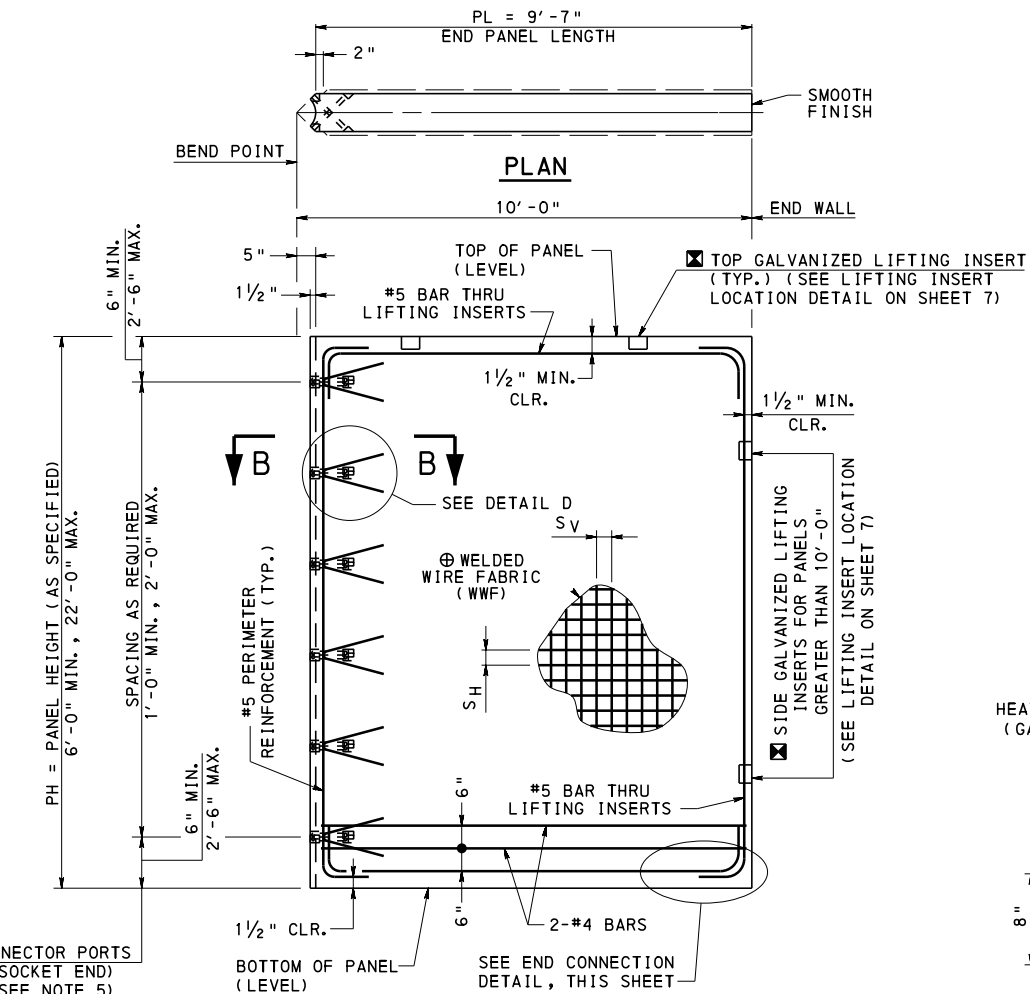 PL = 9'-7"
END PANEL LENGTH
2"
SMOOTH
FINISH
BEND POINT
PLAN
10'-0"
END WALL
6" MIN.
2'-6" MAX.
5"
1½"
TOP OF PANEL
(LEVEL)
TOP GALVANIZED LIFTING INSERT
(TYP.) (SEE LIFTING INSERT
LOCATION DETAIL ON SHEET 7)
#5 BAR THRU
LIFTING INSERTS
1½" MIN.
CLR.
1½" MIN.
CLR.
B
B
SEE DETAIL D
PH = PANEL HEIGHT (AS SPECIFIED)
6'-0" MIN., 22'-0" MAX.
SPACING AS REQUIRED
1'-0" MIN., 2'-0" MAX.
#5 PERIMETER
REINFORCEMENT (TYP.)
SV
⊕ WELDED
WIRE FABRIC
(WWF)
SH
SIDE GALVANIZED LIFTING
INSERTS FOR PANELS
GREATER THAN 10'-0"
(SEE LIFTING INSERT LOCATION
DETAIL ON SHEET 7)
HEA
(GA
6" MIN.
2'-6" MAX.
6"
#5 BAR THRU
LIFTING INSERTS
6"
8"
1½" CLR.
2-#4 BARS
NECTOR PORTS
SOCKET END)
SEE NOTE 5)
BOTTOM OF PANEL
(LEVEL)
SEE END CONNECTION
DETAIL, THIS SHEET